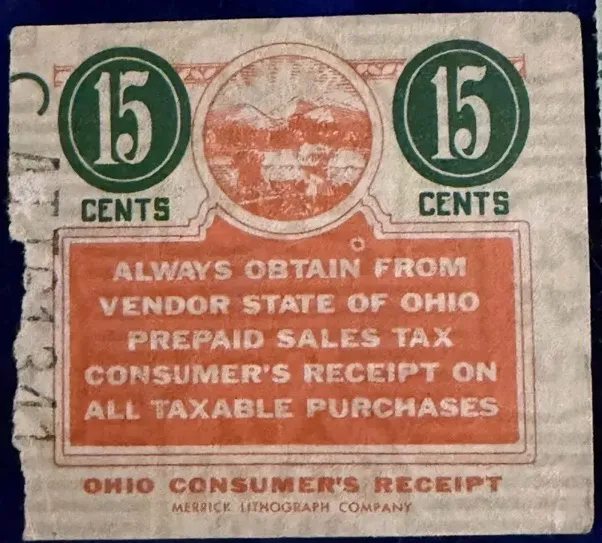 15 15
CENTS CENTS
ALWAYS OBTAIN FROM
VENDOR STATE OF OHIO
PREPAID SALES TAX
CONSUMER'S RECEIPT ON
ALL TAXABLE PURCHASES
OHIO CONSUMER'S RECEIPT
MERRICK LITHOGRAPH COMPANY